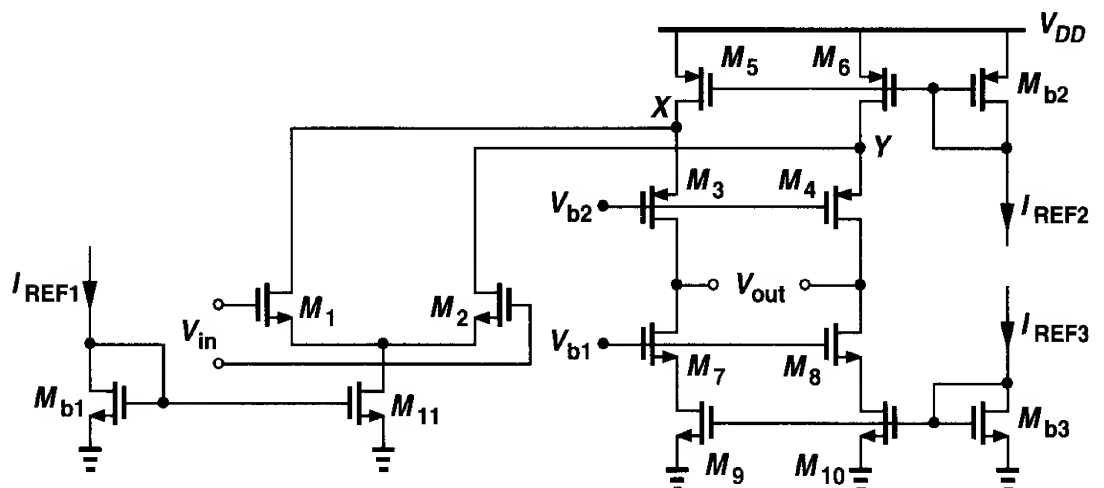 V_DD
M_5
M_6
M_b2
X
Y
M_3
M_4
V_b2
I_REF2
I_REF1
M_1
M_2
V_in
V_out
V_b1
I_REF3
M_7
M_8
M_b1
M_11
M_b3
M_9
M_10